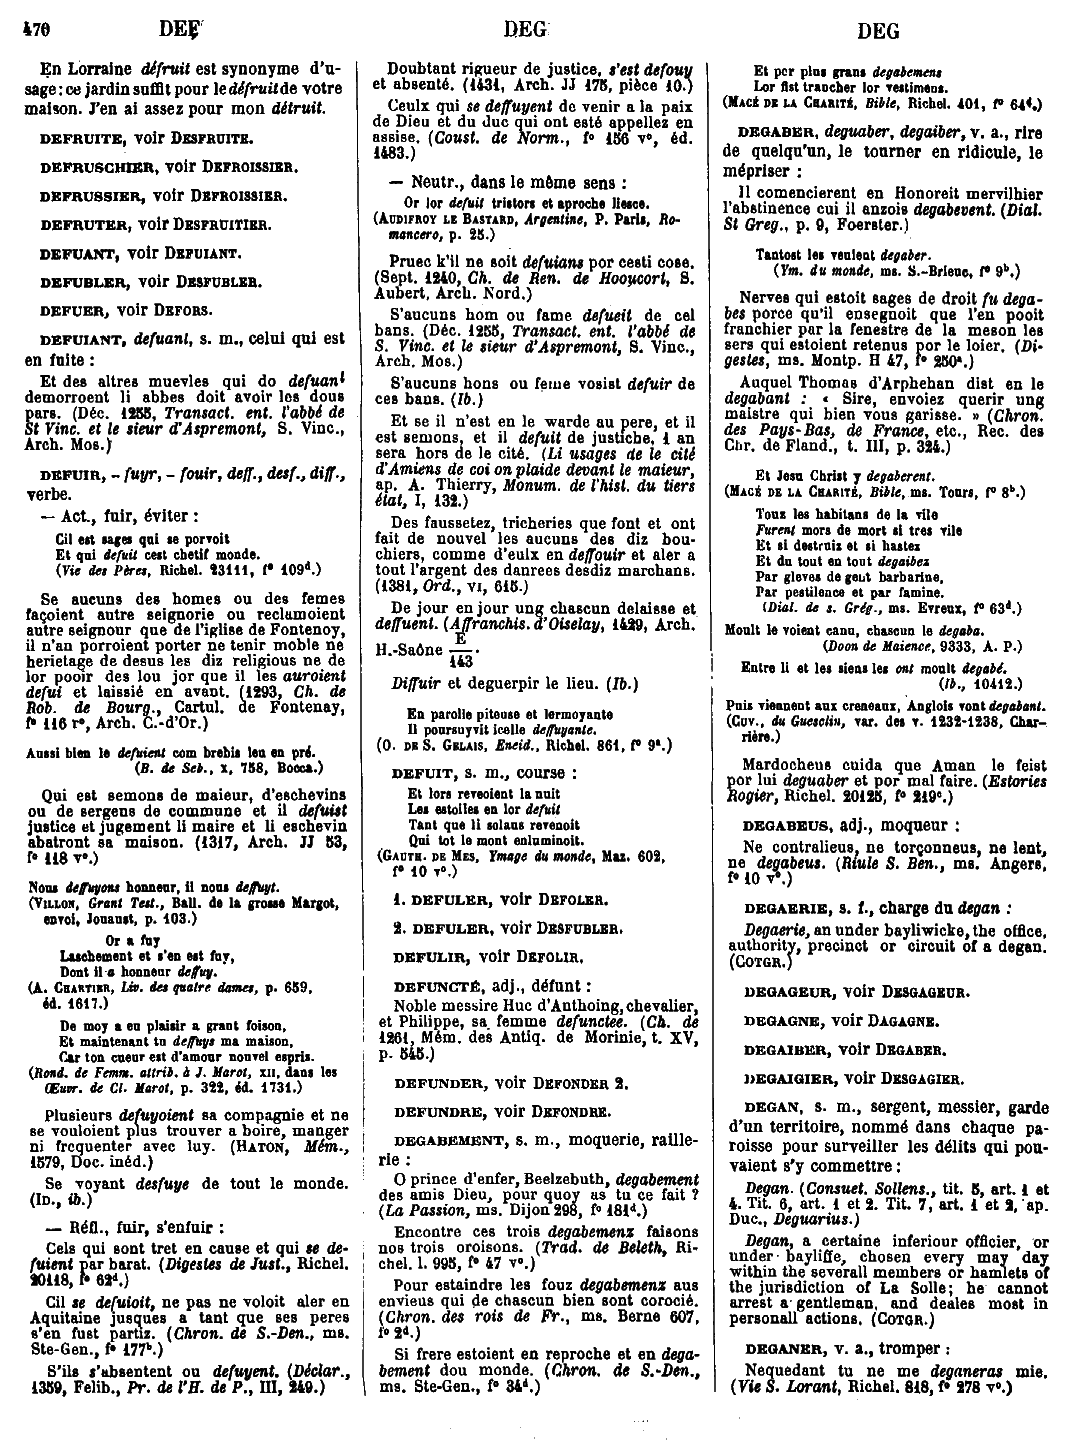 470 DEF DEG DEG
En Lorraine défruit est synonyme d'u-
sage : ce jardin suffit pour le défruit de votre
maison. J'en ai assez pour mon détruit.
DEFRUITE, voir DESFRUITE.
DEFRUSCHIER, voir DEFROISSIER.
DEFRUSSIER, voir DEFROISSIER.
DEFRUTER, voir DESFRUITIER.
DEFUANT, voir DEFUIANT.
DEFUBLER, voir DESFUBLER.
DEFUER, voir DEFORS.
DEFUIANT, defuant, s. m., celui qui est
en fuite :
Et des altres muevles qui do defuant
demorroent li abbes doit avoir les dous
pars. (Déc. 1255, Transact. ent. l'abbé de
St Vinc. et le sieur d'Aspremont, S. Vinc.,
Arch. Mos.)
DEFUIR, - fuyr, - fouir, deff., desf., diff.,
verbe.
— Act., fuir, éviter :
Cil est sages qui se porvoit
Et qui defuit cest chetif monde.
(Vie des Pères, Richel. 23111, f° 109d.)
Se aucuns des homes ou des femes
façoient autre seignorie ou reclamoient
autre seignour que de l'iglise de Fontenoy,
il n'an porroient porter ne tenir moble ne
herietage de desus les diz religious ne de
lor pooir des lou jor que il les auroient
defui et laissié en avant. (1293, Ch. de
Rob. de Bourg., Cartul. de Fontenay,
f° 116 r°, Arch. C.-d'Or.)
Aussi bien le defuient com brebis leu en pré.
(B. de Seb., x, 758, Bocca.)
Qui est semons de maieur, d'eschevins
ou de sergens de commune et il defuist
justice et jugement li maire et li eschevin
abatront sa maison. (1317, Arch. JJ 53,
f° 118 v°.)
Nous deffuyons honneur, il nous deffuyt.
(VILLON, Grant Test., Ball. de la grosse Margot,
envoi, Jouaust, p. 103.)
Or a fuy
Laschement et s'en est fuy,
Dont il a honneur deffuy.
(A. CHARTIER, Liv. des quatre dames, p. 659,
éd. 1617.)
De moy a eu plaisir a grant foison,
Et maintenant tu deffuys ma maison,
Car ton cueur est d'amour nouvel espris.
(Rond. de Femm. attrib. à J. Marot, xii, dans les
Œuvr. de Cl. Marot, p. 322, éd. 1731.)
Plusieurs defuyoient sa compagnie et ne
se vouloient plus trouver a boire, manger
ni frequenter avec luy. (HATON, Mém.,
1579, Doc. inéd.)
Se voyant desfuye de tout le monde.
(ID., ib.)
— Réfl., fuir, s'enfuir :
Cels qui sont tret en cause et qui se de-
fuient par barat. (Digestes de Just., Richel.
20118, f° 62d.)
Cil se defuioit, ne pas ne voloit aler en
Aquitaine jusques a tant que ses peres
s'en fust partiz. (Chron. de S.-Den., ms.
Ste-Gen., f° 177b.)
S'ils s'absentent ou defuyent. (Déclar.,
1359, Felib., Pr. de l'H. de P., III, 249.)
Doubtant rigueur de justice, s'est defouy
et absenté. (1431, Arch. JJ 175, pièce 10.)
Ceulx qui se deffuyent de venir a la paix
de Dieu et du duc qui ont esté appellez en
assise. (Coust. de Norm., f° 156 v°, éd.
1483.)
— Neutr., dans le même sens :
Or lor defuit tristors et aproche liesce.
(AUDIFROY LE BASTARD, Argentine, P. Paris, Ro-
mancero, p. 25.)
Pruec k'il ne soit defuians por cesti cose.
(Sept. 1240, Ch. de Ren. de Hooucort, S.
Aubert, Arch. Nord.)
S'aucuns hom ou fame defueit de cel
bans. (Déc. 1255, Transact. ent. l'abbé de
S. Vinc. et le sieur d'Aspremont, S. Vinc.,
Arch. Mos.)
S'aucuns hons ou feme vosist defuir de
ces bans. (Ib.)
Et se il n'est en le warde au pere, et il
est semons, et il defuit de justiche, i an
sera hors de le cité. (Li usages de le cité
d'Amiens de coi on plaide devant le maieur,
ap. A. Thierry, Monum. de l'hist. du tiers
état, I, 132.)
Des faussetez, tricheries que font et ont
fait de nouvel les aucuns des diz bou-
chiers, comme d'eulx en deffouir et aler a
tout l'argent des danrees desdiz marchans.
(1381, Ord., VI, 615.)
De jour en jour ung chascun delaisse et
deffuent. (Affranchis. d'Oiselay, 1429, Arch.
H.-Saône E/143.
Diffuir et deguerpir le lieu. (Ib.)
En parolle piteuse et lermoyante
Il poursuyvit icelle deffuyante.
(O. DE S. GELAIS, Eneid., Richel. 861, f° 9c.)
DEFUIT, s. m., course :
Et lors reveoient la nuit
Les estoiles en lor defuit
Tant que li solaus revenoit
Qui tot le mont enluminoit.
(GAUTH. DE MES, Ymage du monde, Maz. 602,
f° 10 v°.)
1. DEFULER, voir DEFOLER.
2. DEFULER, voir DESFUBLER.
DEFULIR, voir DEFOLIR.
DEFUNCTÉ, adj., défunt :
Noble messire Huc d'Anthoing, chevalier,
et Philippe, sa femme defunctee. (Ch. de
1261, Mém. des Antiq. de Morinie, t. XV,
p. 545.)
DEFUNDER, voir DEFONDER 2.
DEFUNDRE, voir DEFONDRE.
DEGABEMENT, s. m., moquerie, raille-
rie :
O prince d'enfer, Beelzebuth, degabement
des amis Dieu, pour quoy as tu ce fait ?
(La Passion, ms. Dijon 298, f° 181d.)
Encontre ces trois degabemenz faisons
nos trois oroisons. (Trad. de Beleth, Ri-
chel. l. 995, f° 47 v°.)
Pour estaindre les fouz degabemenz aus
envieus qui de chascun bien sont corocié.
(Chron. des rois de Fr., ms. Berne 607,
f° 2d.)
Si frere estoient en reproche et en dega-
bement dou monde. (Chron. de S.-Den.,
ms. Ste-Gen., f° 34d.)
Et per plus grans degabemens
Lor fist trancher lor vestimens.
(MACÉ DE LA CHARITÉ, Bible, Richel. 401, f° 64d.)
DEGABER, deguaber, degaiber, v. a., rire
de quelqu'un, le tourner en ridicule, le
mépriser :
Il comencierent en Honoreit mervilhier
l'abstinence cui il anzois degabevent. (Dial.
St Greg., p. 9, Foerster.)
Tantost les veulent degaber.
(Ym. du monde, ms. S.-Brieuc, f° 9b.)
Nerves qui estoit sages de droit fu dega-
bes porce qu'il ensegnoit que l'en pooit
franchier par la fenestre de la meson les
sers qui estoient retenus por le loier. (Di-
gestes, ms. Montp. H 47, f° 250a.)
Auquel Thomas d'Arphehan dist en le
degabant : « Sire, envoiez querir ung
maistre qui bien vous garisse. » (Chron.
des Pays-Bas, de France, etc., Rec. des
Chr. de Fland., t. III, p. 324.)
Et Jesu Christ y degaberent.
(MACÉ DE LA CHARITÉ, Bible, ms. Tours, f° 8b.)
Touz les habitans de la vile
Furent mors de mort si tres vile
Et si destruiz et si hastez
Et du tout en tout degaibez
Par gleves de gent barbarine,
Par pestilence et par famine.
(Dial. de s. Grég., ms. Evreux, f° 63d.)
Moult le voient canu, chascun le degaba.
(Doon de Maience, 9333, A. P.)
Entre li et les siens les ont moult degabé.
(Ib., 10412.)
Puis viennent aux creneaux, Anglois vont degabant.
(CUV., du Guesclin, var. des v. 1232-1238, Char-
rière.)
Mardocheus cuida que Aman le feist
por lui deguaber et por mal faire. (Estories
Rogier, Richel. 20125, f° 219c.)
DEGABEUS, adj., moqueur :
Ne contralieus, ne torçonneus, ne lent,
ne degabeus. (Riule S. Ben., ms. Angers,
f° 10 v°.)
DEGAERIE, s. f., charge du degan :
Degaerie, an under bayliwicke, the office,
authority, precinct or circuit of a degan.
(COTGR.)
DEGAGEUR, voir DESGAGEUR.
DEGAGNE, voir DAGAGNE.
DEGAIBER, voir DEGABER.
DEGAIGIER, voir DESGAGIER.
DEGAN, s. m., sergent, messier, garde
d'un territoire, nommé dans chaque pa-
roisse pour surveiller les délits qui pou-
vaient s'y commettre :
Degan. (Consuet. Sollens., tit. 5, art. 1 et
4. Tit. 6, art. 1 et 2. Tit. 7, art. 1 et 2, ap.
Duc., Deguarius.)
Degan, a certaine inferiour officier, or
under bayliffe, chosen every may day
within the severall members or hamlets of
the jurisdiction of La Solle; he cannot
arrest a gentleman, and deales most in
personall actions. (COTGR.)
DEGANER, v. a., tromper :
Nequedant tu ne me deganeras mie.
(Vie S. Lorant, Richel. 818, f° 278 v°.)